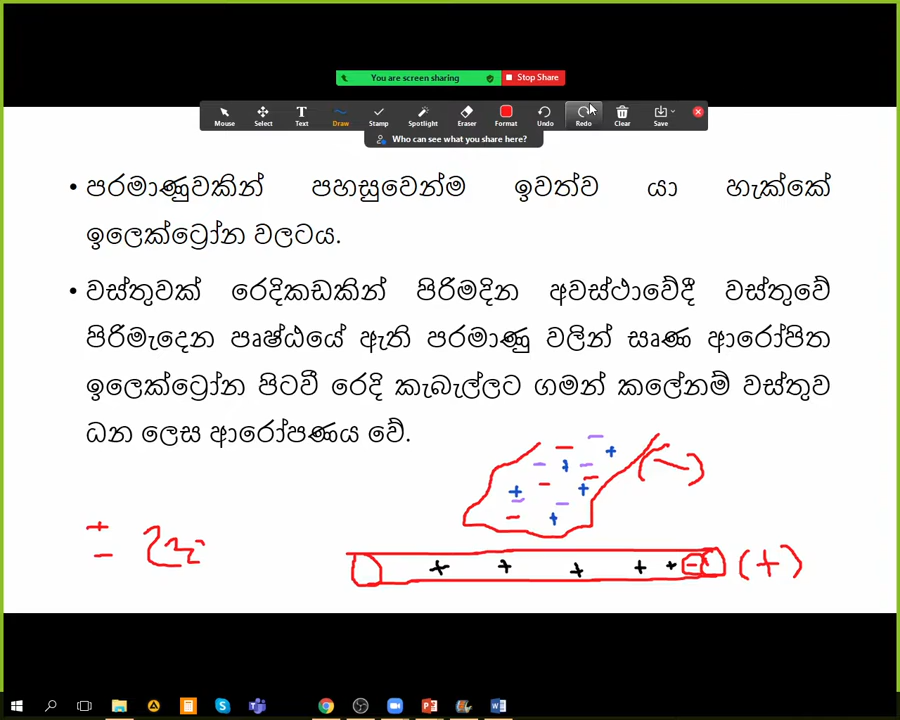 You are screen sharing
Stop Share
Mouse Select Text Draw Stamp Spotlight Eraser Format Undo Redo Clear Save
Who can see what you share here?
• පරමාණුවකින් පහසුවෙන්ම ඉවත්ව යා හැක්කේ
ඉලෙක්ට්‍රෝන වලටය.
• වස්තුවක් රෙදිකඩකින් පිරිමදින අවස්ථාවේදී වස්තුවේ
පිරිමැදෙන පෘෂ්ඨයේ ඇති පරමාණු වලින් සෘණ ආරෝපිත
ඉලෙක්ට්‍රෝන පිටවී රෙදි කැබැල්ලට ගමන් කලේනම් වස්තුව
ධන ලෙස ආරෝපණය වේ.
(–)
+
–
+ + + + + – (+)